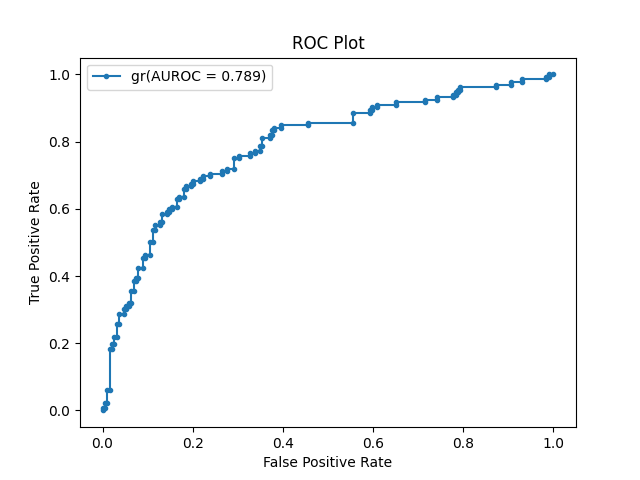 ROC Plot
gr(AUROC = 0.789)
1.0
0.8
0.6
0.4
0.2
0.0
True Positive Rate
0.0 0.2 0.4 0.6 0.8 1.0
False Positive Rate